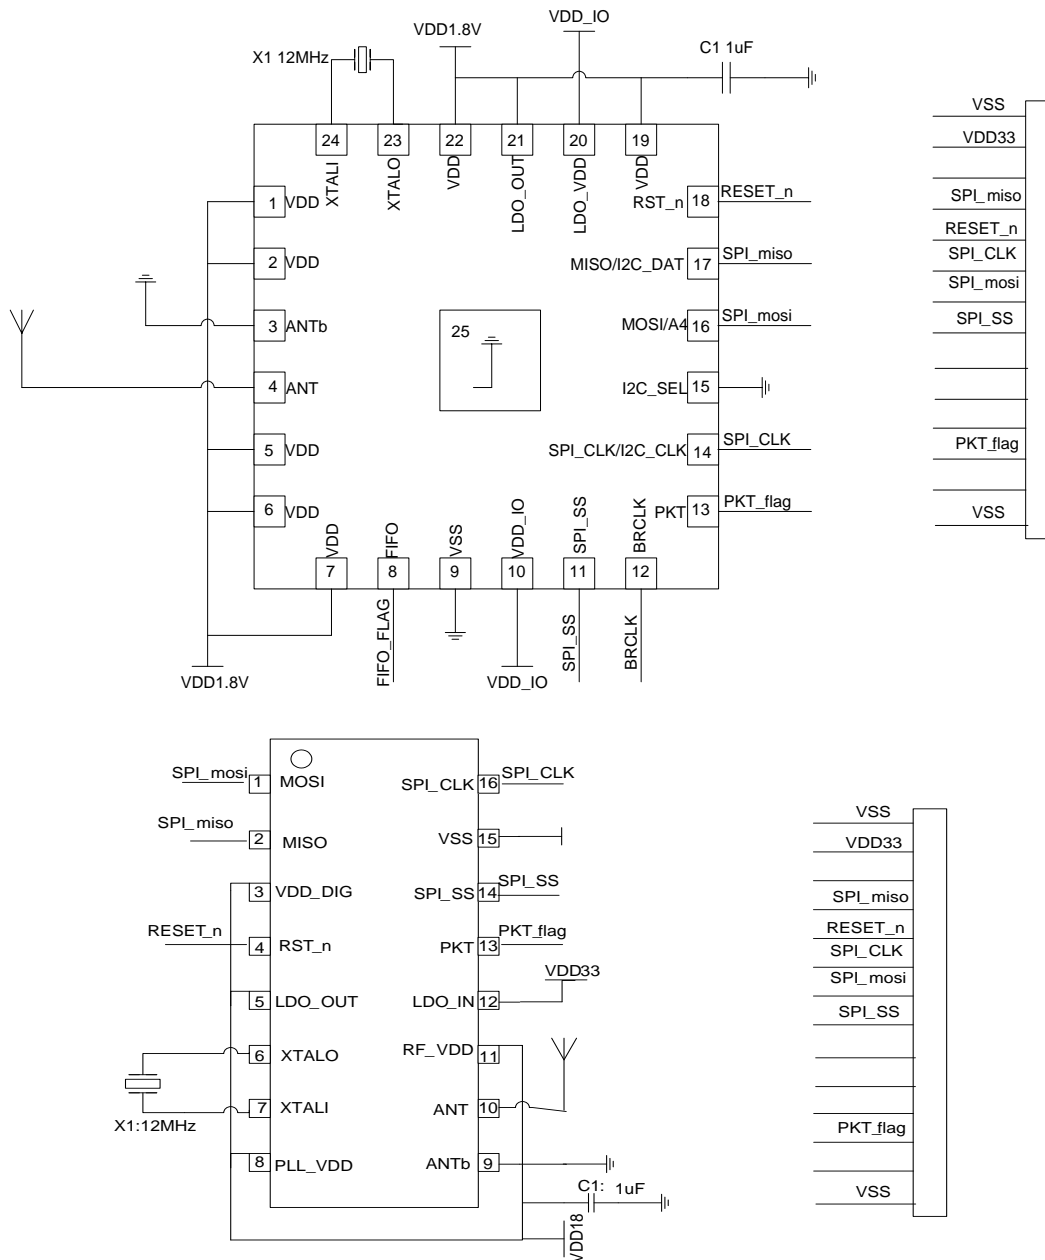 VDD_IO
VDD1.8V
X1 12MHz
C1 1uF
24 23 22 21 20 19
XTALI XTALO VDD LDO_OUT LDO_VDD VDD
1 VDD
2 VDD
3 ANTb
4 ANT
5 VDD
6 VDD
25
RST_n 18 RESET_n
MISO/I2C_DAT 17 SPI_miso
MOSI/A4 16 SPI_mosi
I2C_SEL 15
SPI_CLK/I2C_CLK 14 SPI_CLK
PKT 13 PKT_flag
VDD FIFO VSS VDD_IO SPI_SS BRCLK
7 8 9 10 11 12
FIFO_FLAG SPI_SS BRCLK
VDD1.8V
VDD_IO
VSS
VDD33
SPI_miso
RESET_n
SPI_CLK
SPI_mosi
SPI_SS
PKT_flag
VSS
SPI_mosi 1 MOSI
SPI_miso 2 MISO
3 VDD_DIG
RESET_n 4 RST_n
5 LDO_OUT
6 XTALO
7 XTALI
X1:12MHz
8 PLL_VDD
SPI_CLK 16 SPI_CLK
VSS 15
SPI_SS 14 SPI_SS
PKT 13 PKT_flag
VDD33
LDO_IN 12
RF_VDD 11
ANT 10
ANTb 9
C1: 1uF
VDD18
VSS
VDD33
SPI_miso
RESET_n
SPI_CLK
SPI_mosi
SPI_SS
PKT_flag
VSS